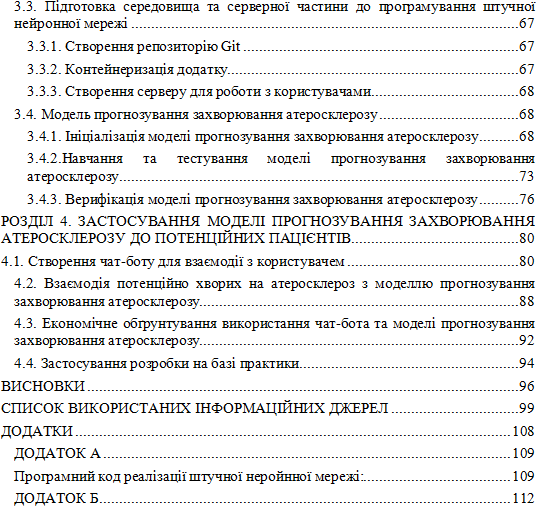 3.3. Підготовка середовища та серверної частини до програмування штучної
нейронної мережі ........67
3.3.1. Створення репозиторію Git ........67
3.3.2. Контейнеризація додатку........67
3.3.3. Створення серверу для роботи з користувачами........68
3.4. Модель прогнозування захворювання атеросклерозу ........68
3.4.1. Ініціалізація моделі прогнозування захворювання атеросклерозу........68
3.4.2.Навчання та тестування моделі прогнозування захворювання
атеросклерозу........73
3.4.3. Верифікація моделі прогнозування захворювання атеросклерозу ........76
РОЗДІЛ 4. ЗАСТОСУВАННЯ МОДЕЛІ ПРОГНОЗУВАННЯ ЗАХВОРЮВАННЯ
АТЕРОСКЛЕРОЗУ ДО ПОТЕНЦІЙНИХ ПАЦІЄНТІВ........80
4.1. Створення чат-боту для взаємодії з користувачем ........80
4.2. Взаємодія потенційно хворих на атеросклероз з моделлю прогнозування
захворювання атеросклерозу........88
4.3. Економічне обґрунтування використання чат-бота та моделі прогнозування
захворювання атеросклерозу........92
4.4. Застосування розробки на базі практики........94
ВИСНОВКИ ........96
СПИСОК ВИКОРИСТАНИХ ІНФОРМАЦІЙНИХ ДЖЕРЕЛ ........99
ДОДАТКИ ........108
ДОДАТОК А ........109
Програмний код реалізації штучної неройнної мережі:........109
ДОДАТОК Б........112